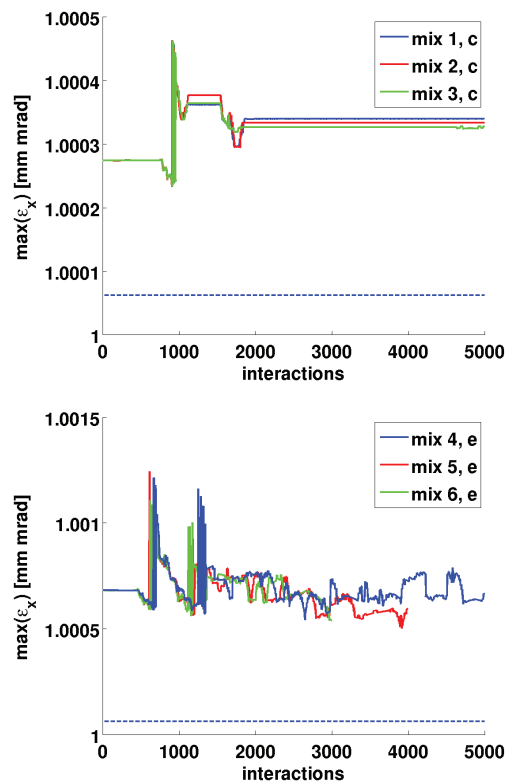 1.0005
1.0004
1.0003
1.0002
1.0001
1
max(εx) [mm mrad]
mix 1, c
mix 2, c
mix 3, c
0 1000 2000 3000 4000 5000
interactions
1.0015
1.001
1.0005
1
max(εx) [mm mrad]
mix 4, e
mix 5, e
mix 6, e
0 1000 2000 3000 4000 5000
interactions